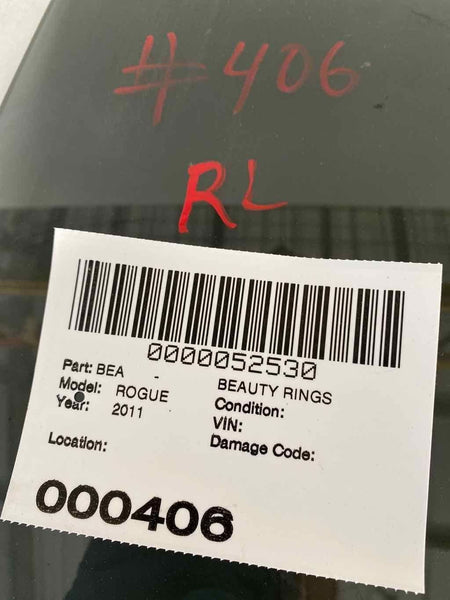 #406
RL
0000052530
Part: BEA - BEAUTY RINGS
Model: ROGUE Condition:
Year: 2011 VIN:
Damage Code:
Location:
000406